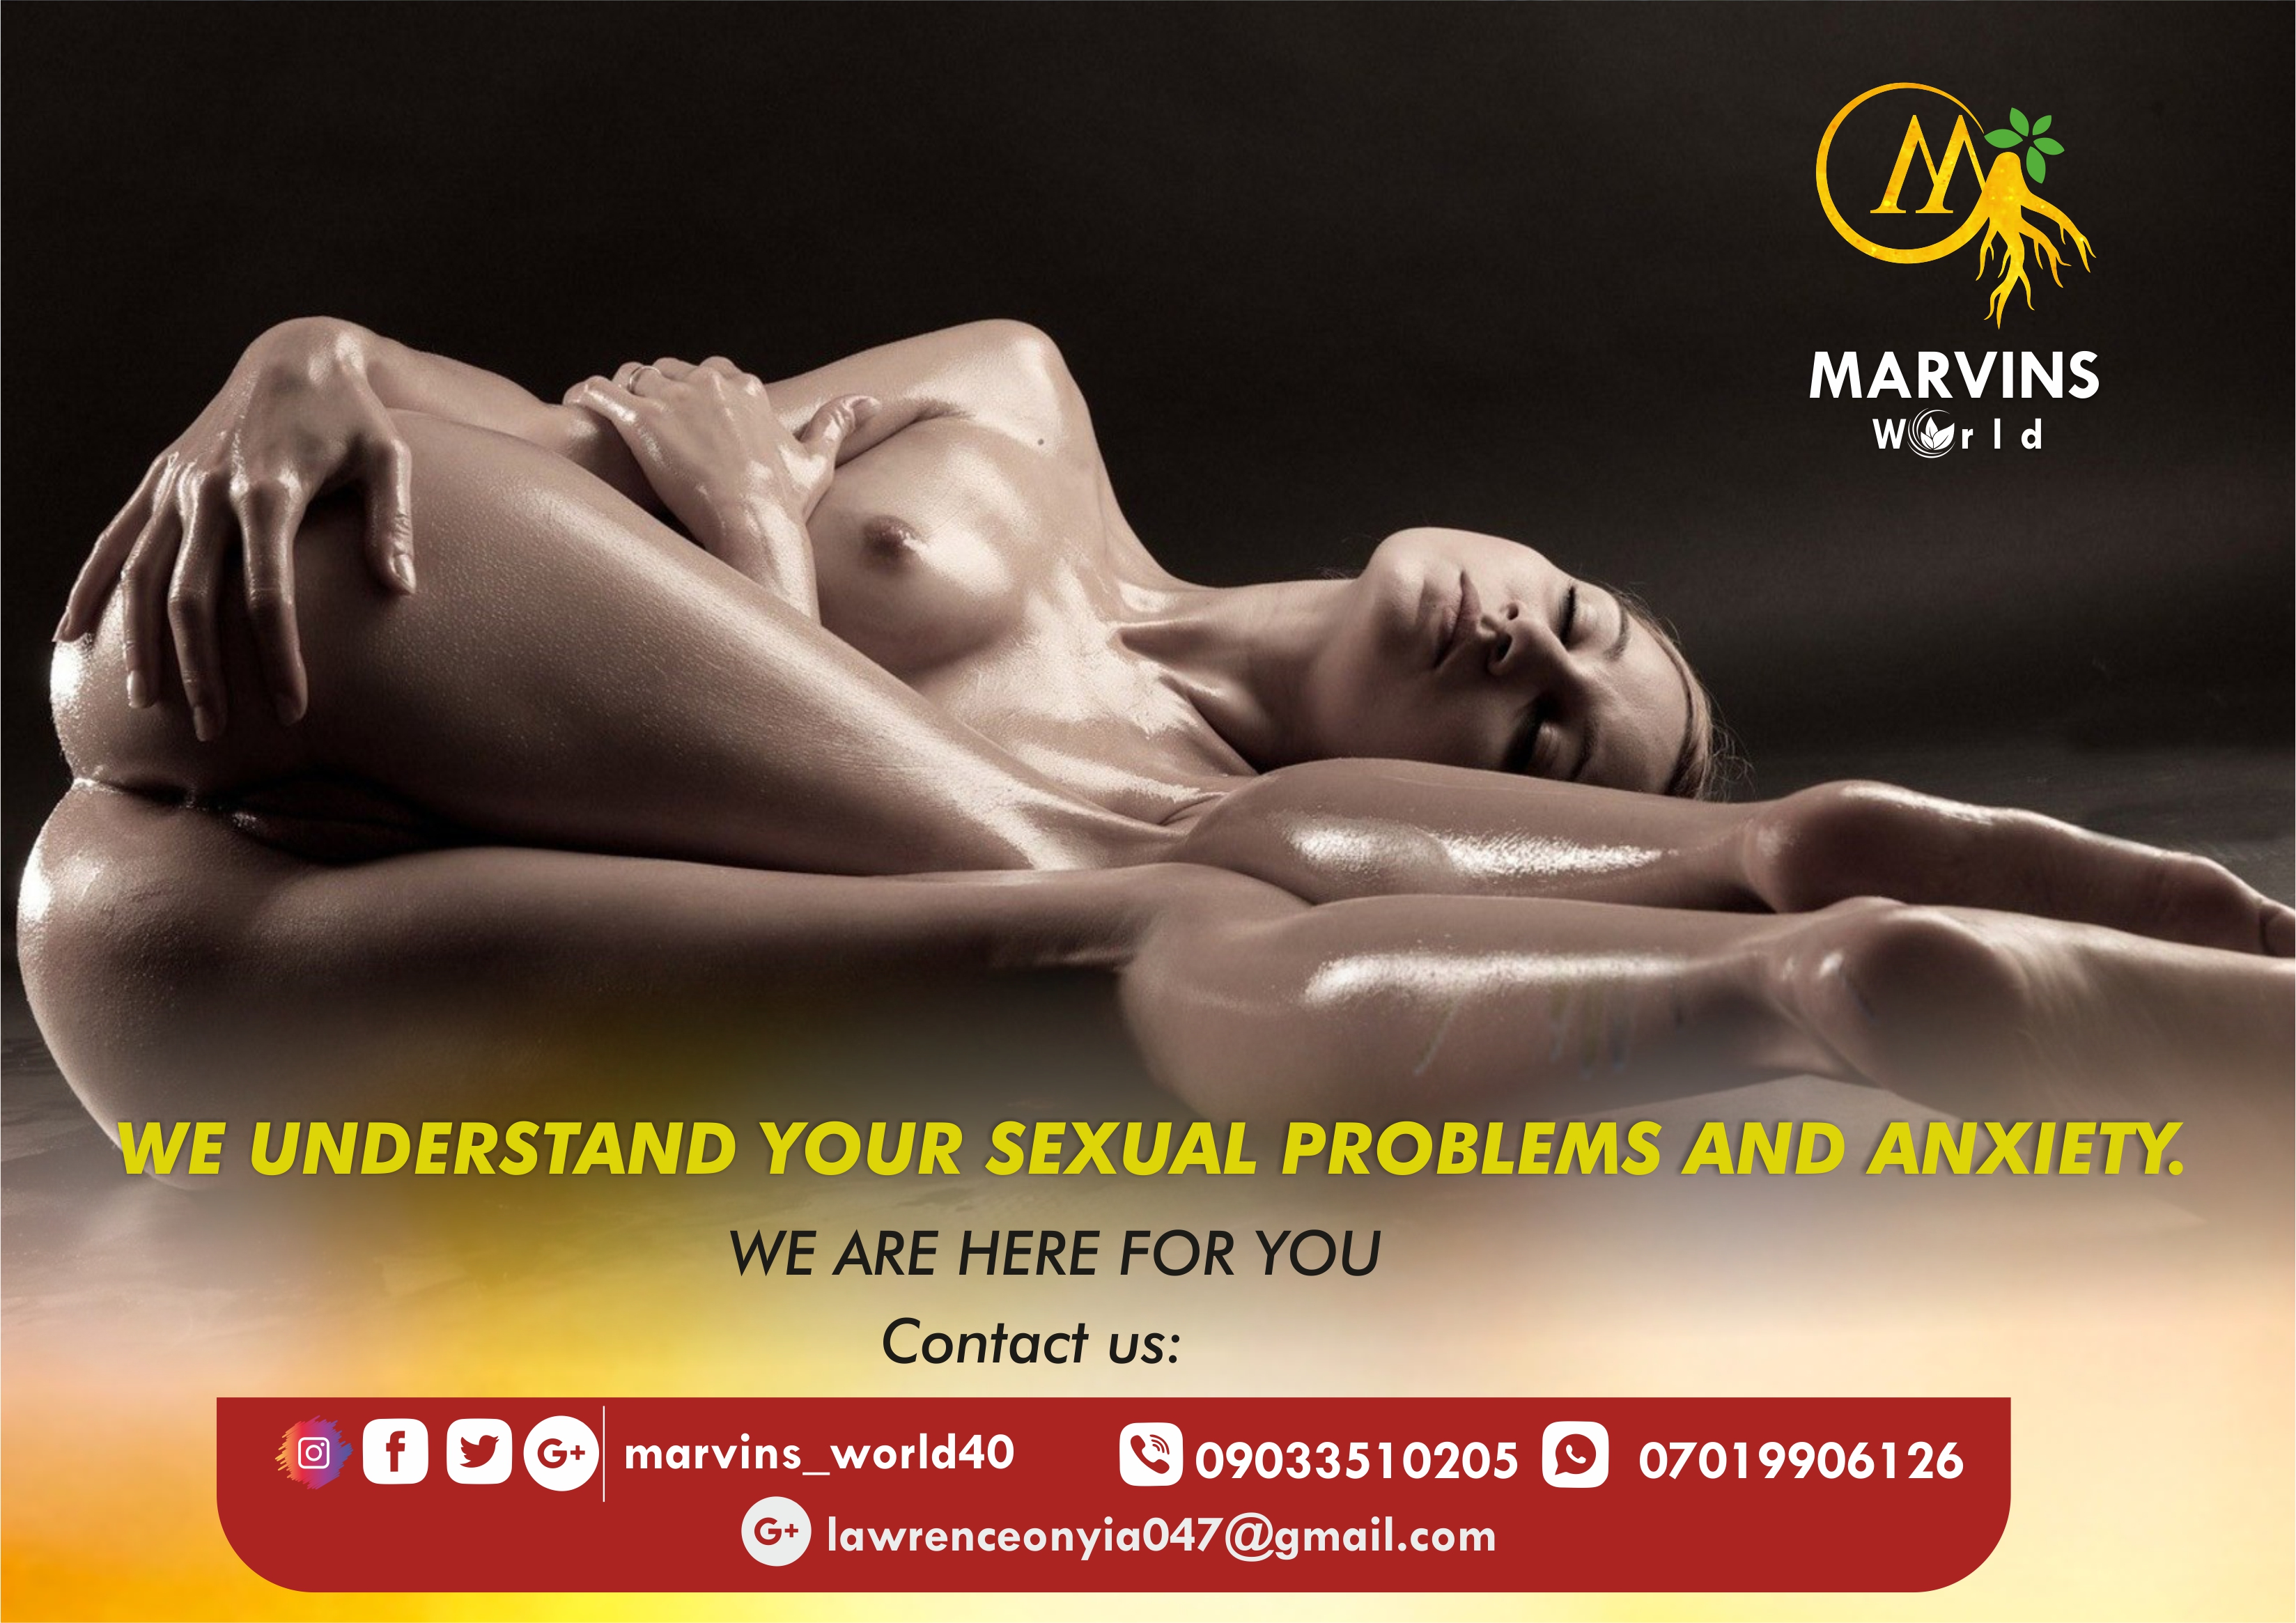 M
MARVINS
World
WE UNDERSTAND YOUR SEXUAL PROBLEMS AND ANXIETY.
WE ARE HERE FOR YOU
Contact us:
f G+ marvins_world40 09033510205 07019906126
G+ lawrenceonyia047@gmail.com